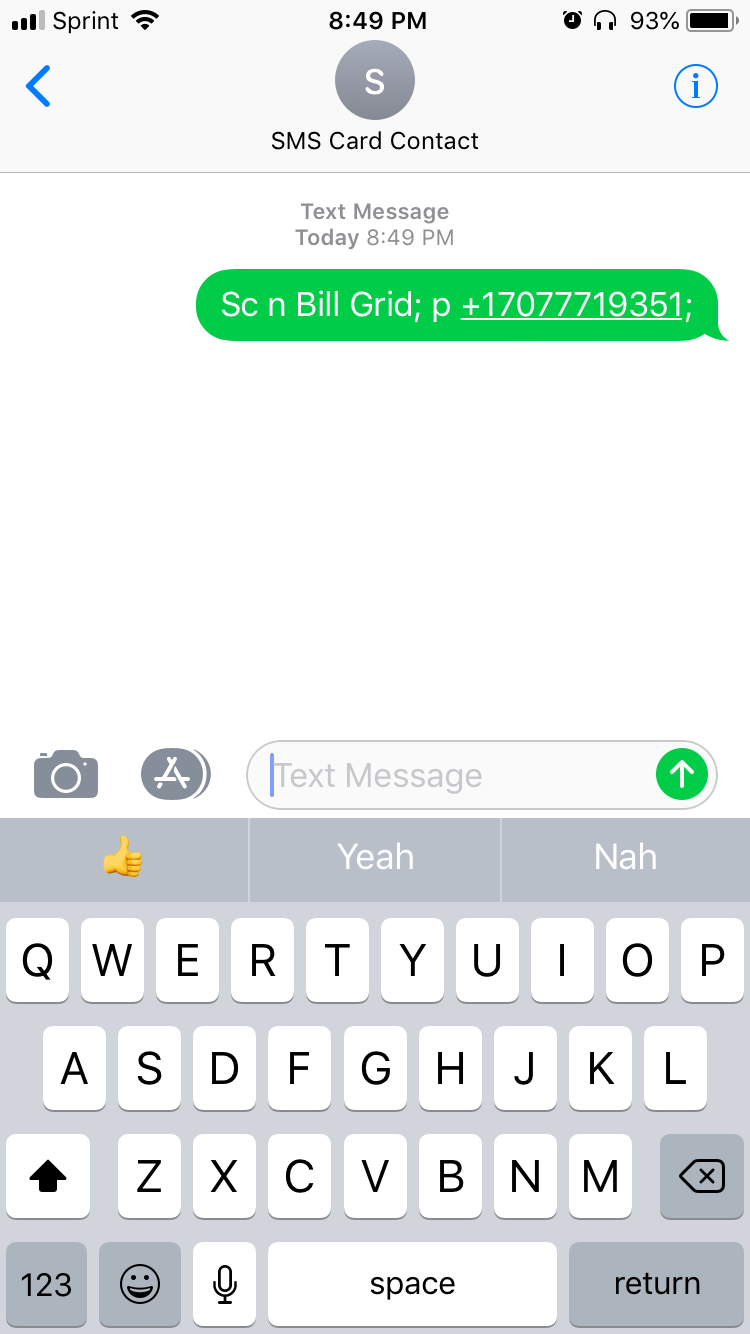 Sprint 8:49 PM 93%
S
SMS Card Contact
Text Message
Today 8:49 PM
Sc n Bill Grid; p +17077719351;
Text Message
Yeah Nah
Q W E R T Y U I O P
A S D F G H J K L
Z X C V B N M
123 space return